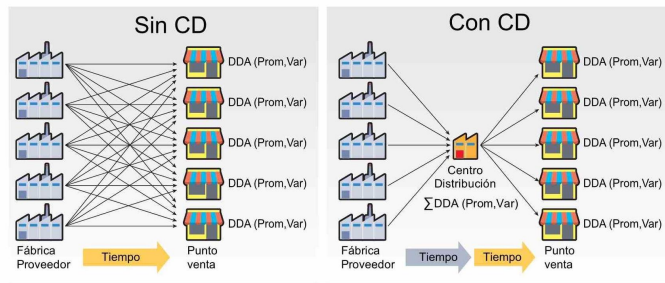 Sin CD
DDA (Prom,Var)
DDA (Prom,Var)
DDA (Prom,Var)
DDA (Prom,Var)
DDA (Prom,Var)
Fábrica
Proveedor
Tiempo
Punto
venta
Con CD
DDA (Prom,Var)
DDA (Prom,Var)
DDA (Prom,Var)
DDA (Prom,Var)
DDA (Prom,Var)
Centro
Distribución
∑DDA (Prom,Var)
Fábrica
Proveedor
Tiempo
Tiempo
Punto
venta